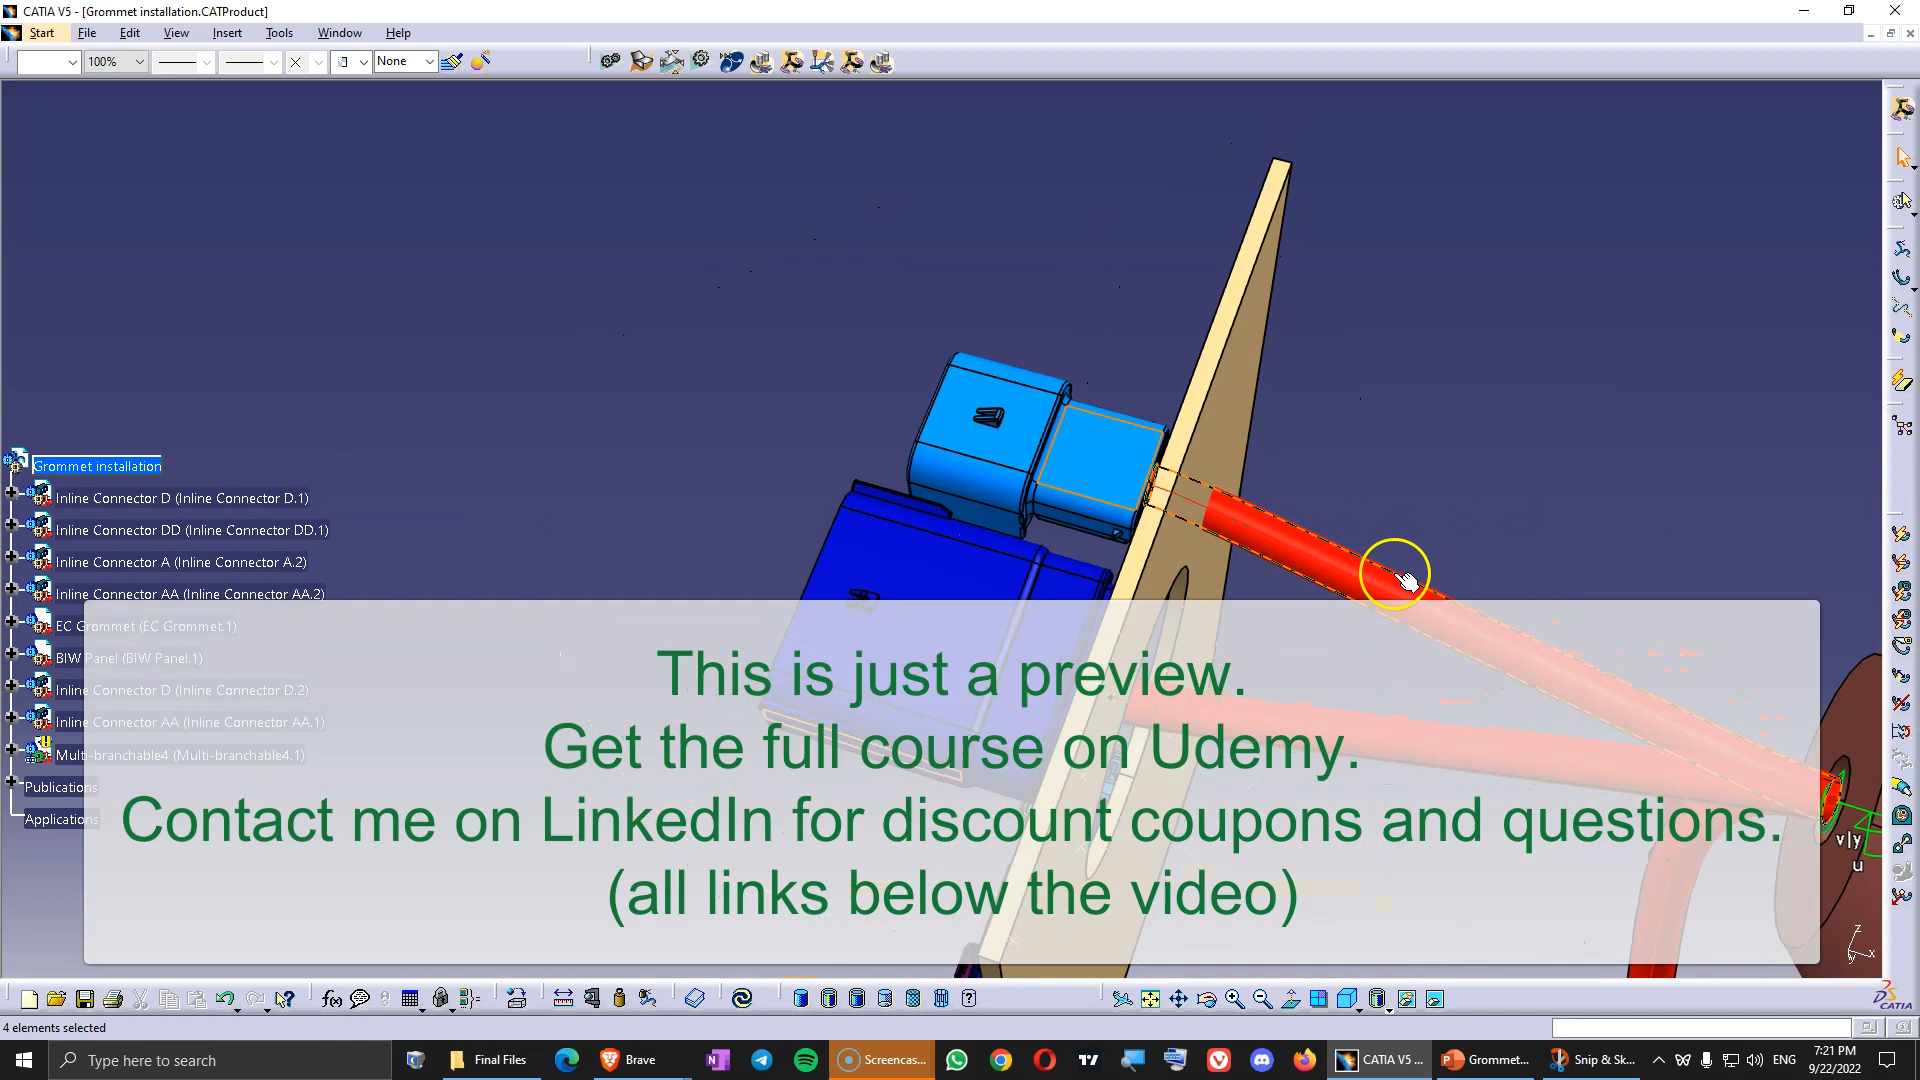 CATIA V5 - [Grommet installation.CATProduct]
Start File Edit View Insert Tools Window Help
100% None
Grommet installation
Inline Connector D (Inline Connector D.1)
Inline Connector DD (Inline Connector DD.1)
Inline Connector A (Inline Connector A.2)
Inline Connector AA (Inline Connector AA.2)
EC Grommet (EC Grommet.1)
BIW Panel (BIW Panel.1)
Inline Connector D (Inline Connector D.2)
Inline Connector AA (Inline Connector AA.1)
Multi-branchable4 (Multi-branchable4.1)
Publications
Applications
This is just a preview.
Get the full course on Udemy.
Contact me on LinkedIn for discount coupons and questions.
(all links below the video)
v|y
u
z
x
y
f(x)
CATIA
4 elements selected
Type here to search
Final Files
Brave
Screencas...
CATIA V5 ...
Grommet...
Snip & Sk...
ENG
7:21 PM
9/22/2022